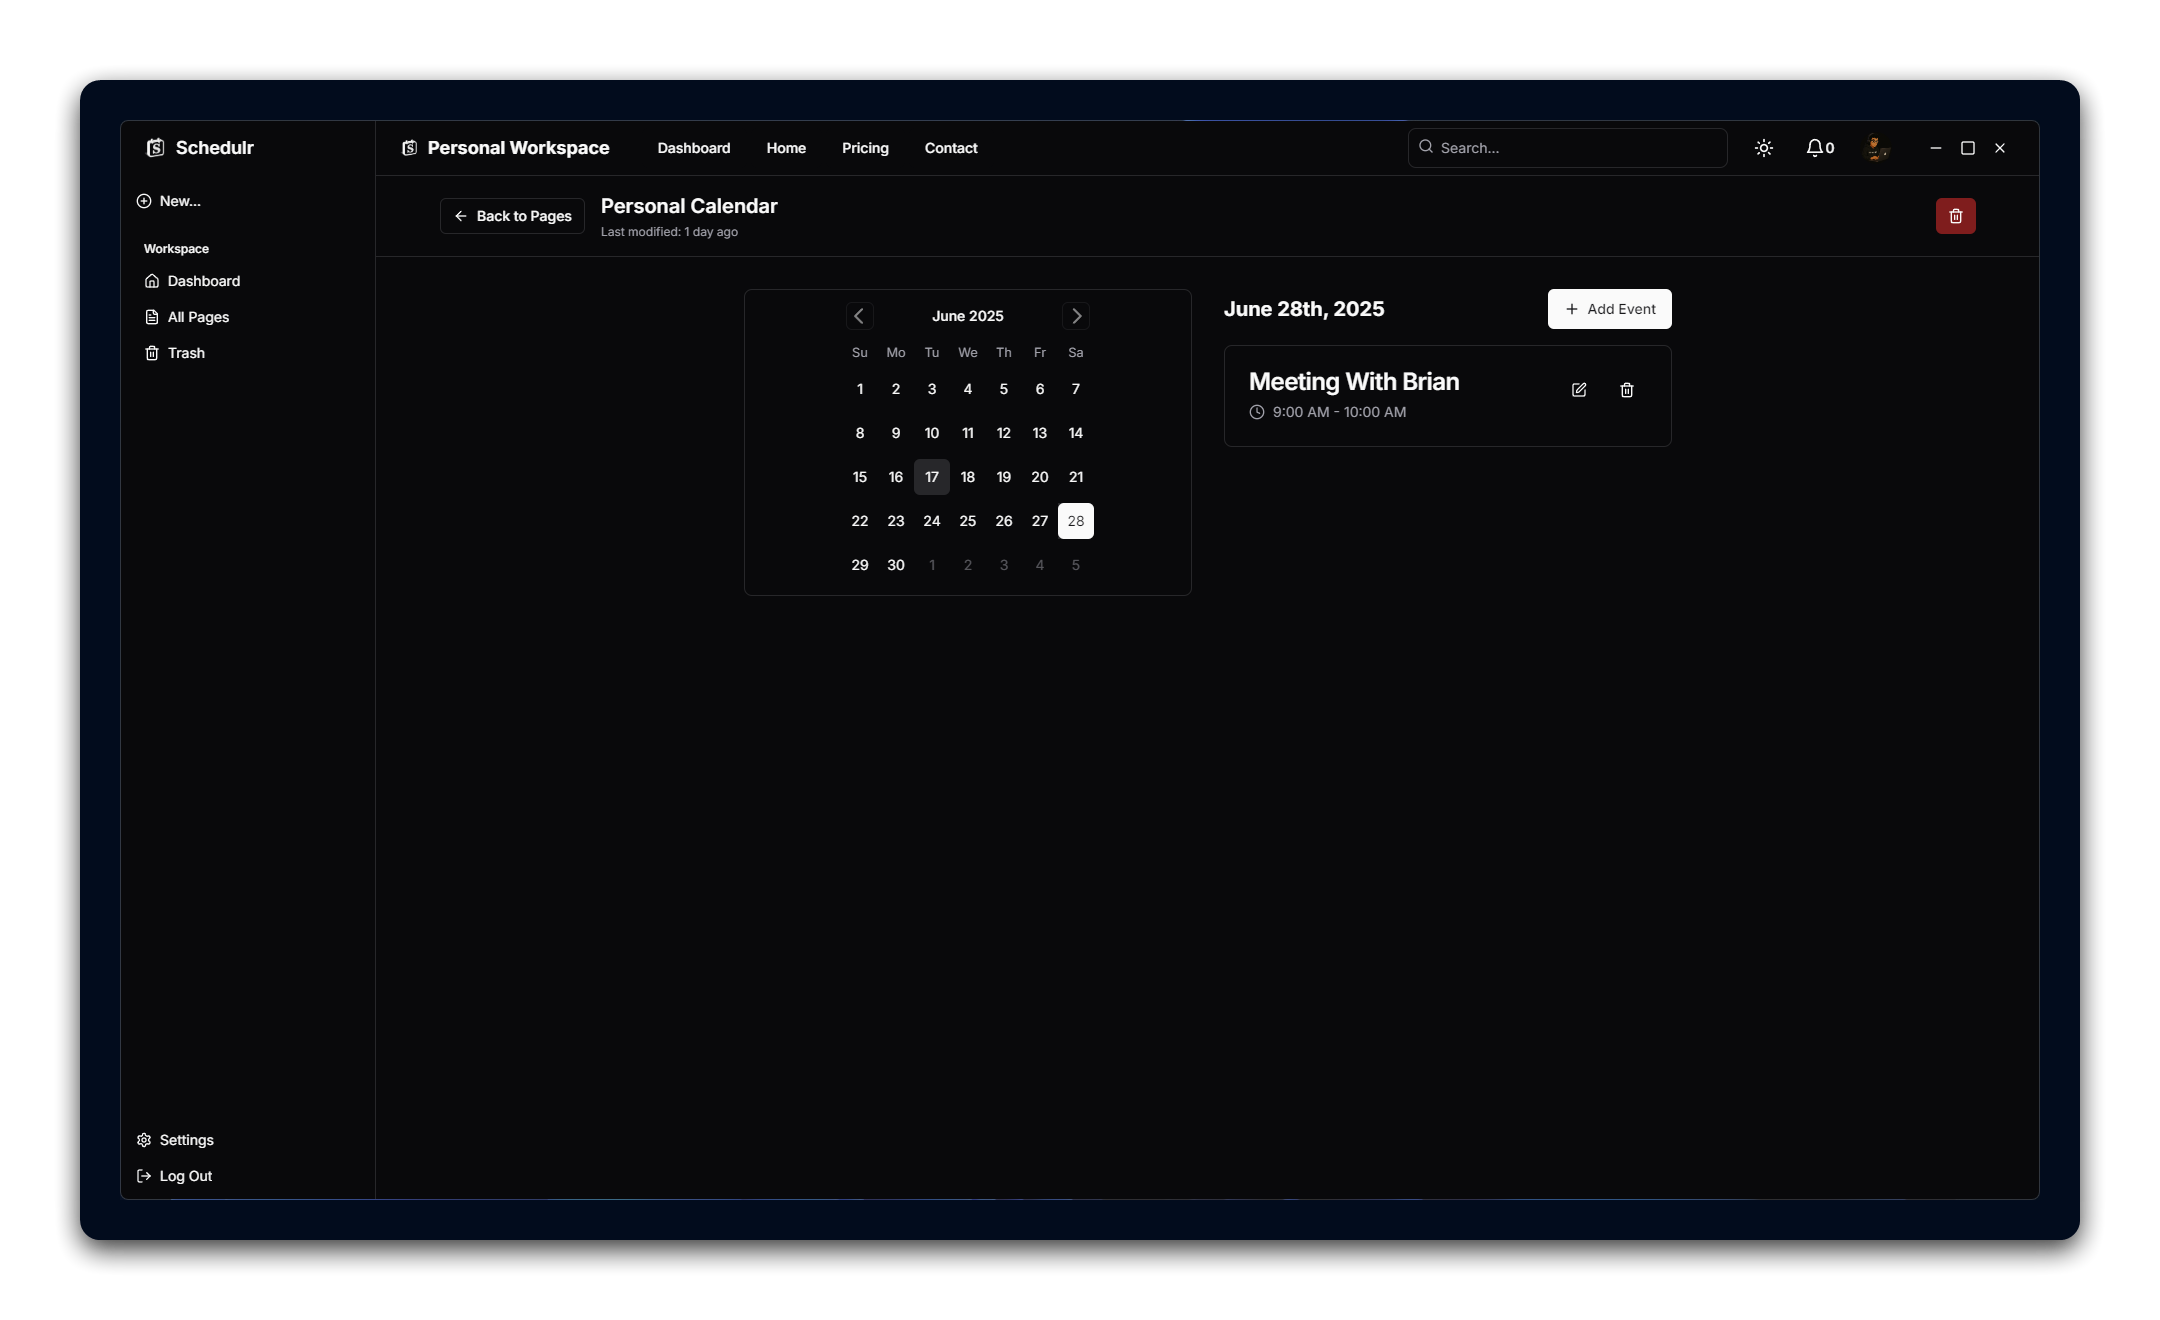 Schedulr
New...
Workspace
Dashboard
All Pages
Trash
Settings
Log Out
Personal Workspace Dashboard Home Pricing Contact Search... 0
Back to Pages
Personal Calendar
Last modified: 1 day ago
June 2025
Su Mo Tu We Th Fr Sa
1 2 3 4 5 6 7
8 9 10 11 12 13 14
15 16 17 18 19 20 21
22 23 24 25 26 27 28
29 30 1 2 3 4 5
June 28th, 2025
+ Add Event
Meeting With Brian
9:00 AM - 10:00 AM